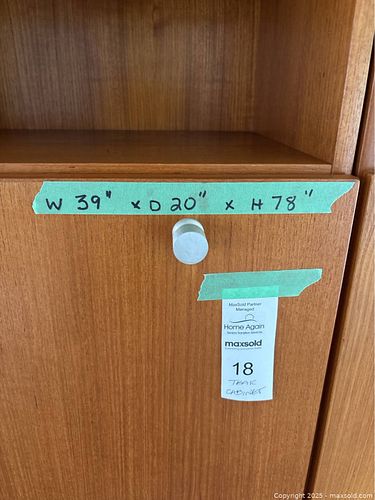 W 39" x D 20" x H 78"
MaxSold Partner
Managed
Home Again
maxsold
18
TEAK
CABINET
Copyright © 2025 - maxsold.com